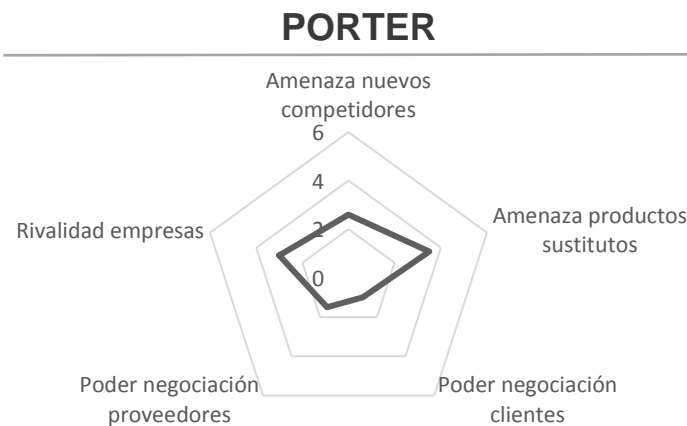 PORTER
Amenaza nuevos
competidores
6
4
2
0
Amenaza productos
sustitutos
Poder negociación
clientes
Poder negociación
proveedores
Rivalidad empresas